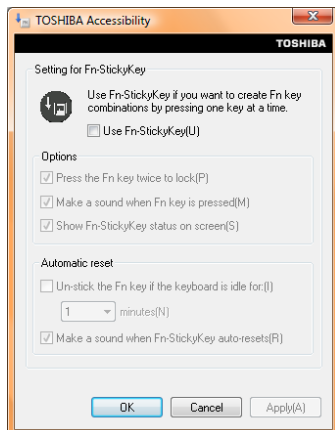 TOSHIBA Accessibility
TOSHIBA
Setting for Fn-StickyKey
Use Fn-StickyKey if you want to create Fn key
combinations by pressing one key at a time.
Use Fn-StickyKey(U)
Options
Press the Fn key twice to lock(P)
Make a sound when Fn key is pressed(M)
Show Fn-StickyKey status on screen(S)
Automatic reset
Un-stick the Fn key if the keyboard is idle for:(I)
1 minutes(N)
Make a sound when Fn-StickyKey auto-resets(R)
OK Cancel Apply(A)